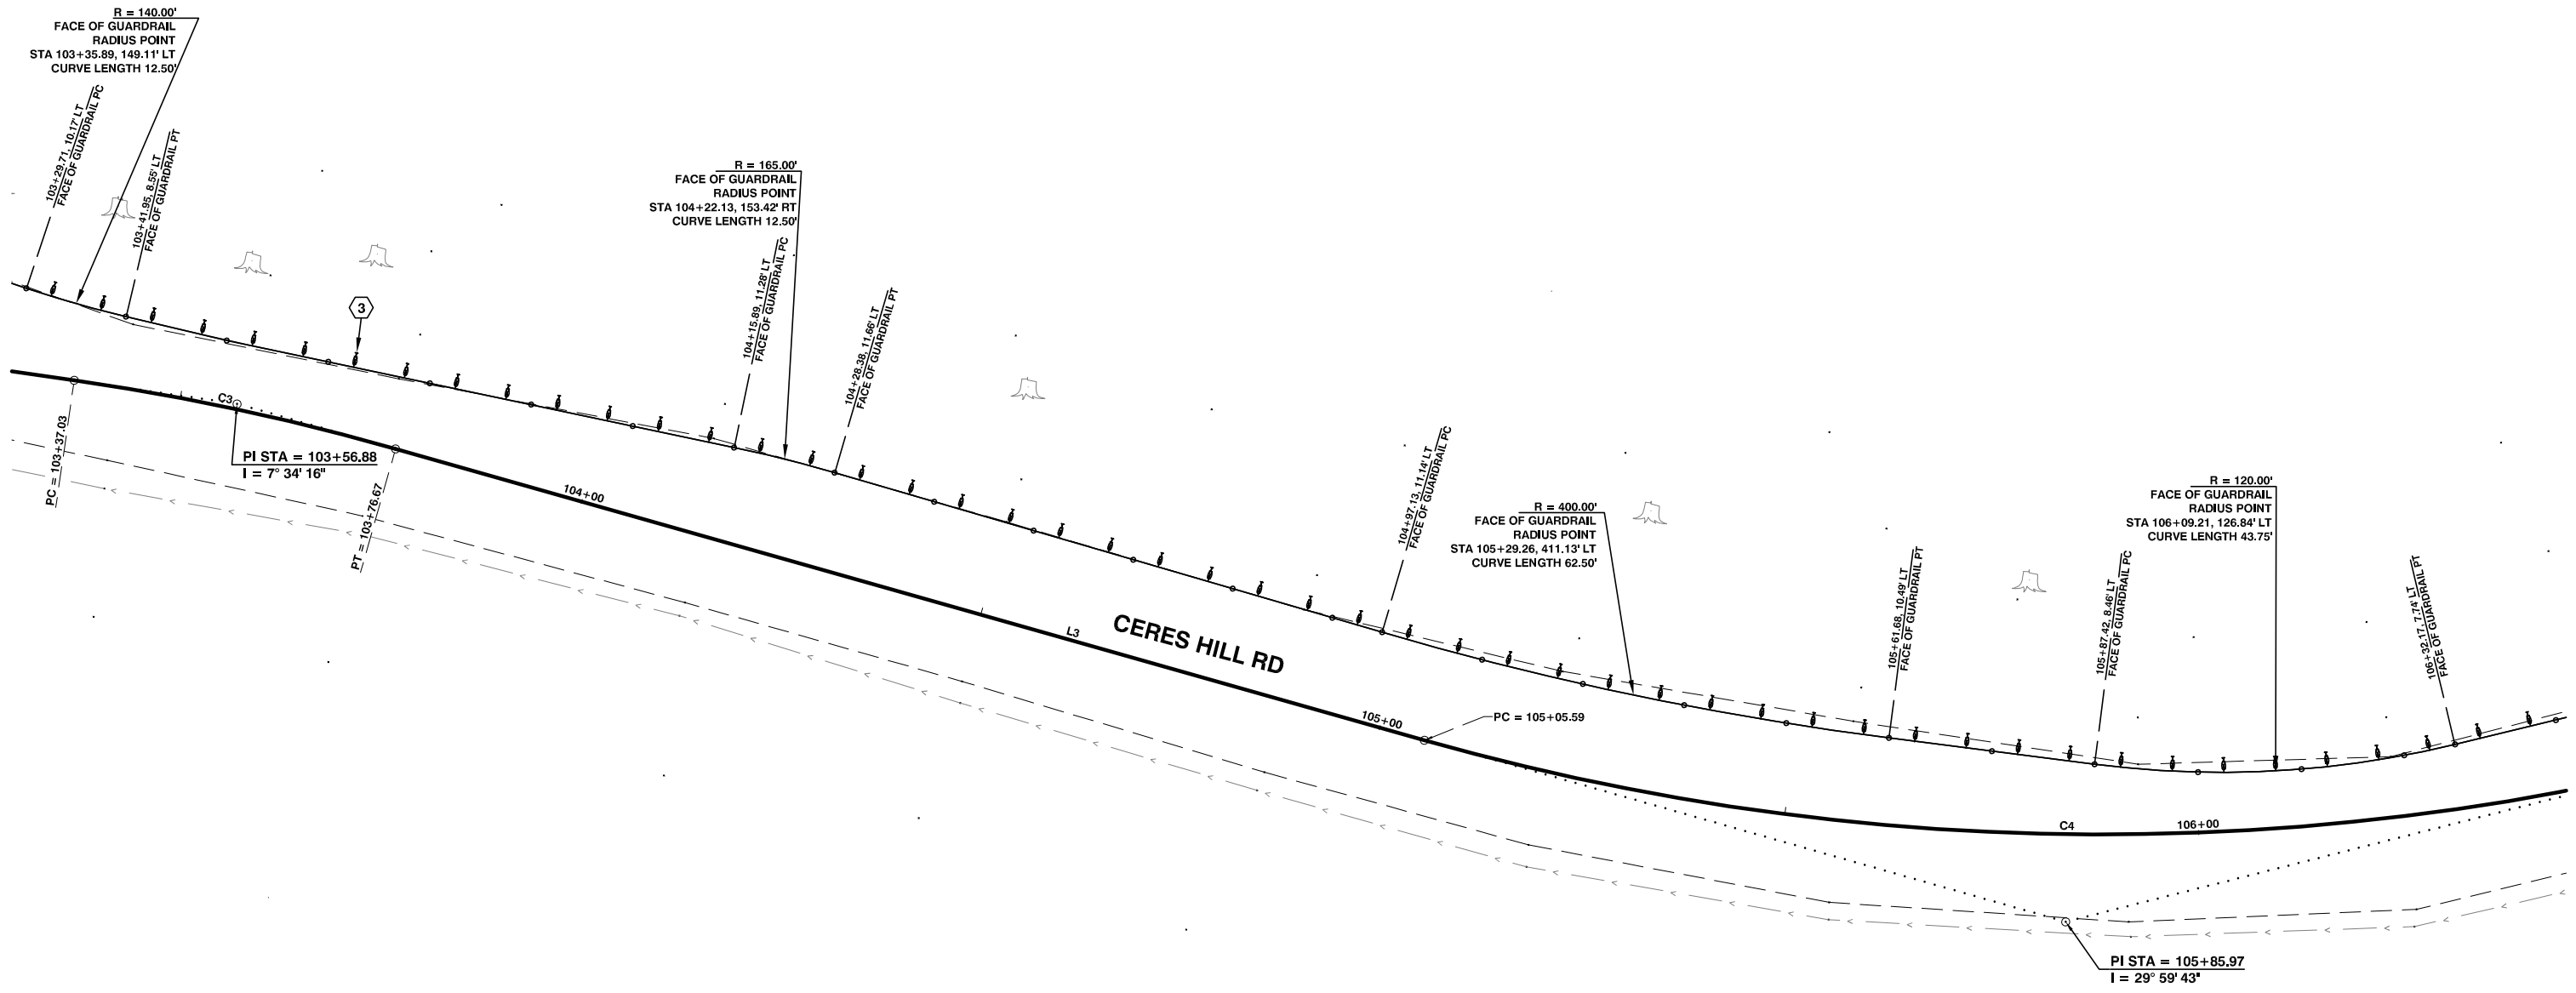 R = 140.00'
FACE OF GUARDRAIL
RADIUS POINT
STA 103+35.89, 149.11' LT
CURVE LENGTH 12.50'
103+29.71, 10.17' LT
FACE OF GUARDRAIL PC
103+41.95, 8.55' LT
FACE OF GUARDRAIL PT
3
R = 165.00'
FACE OF GUARDRAIL
RADIUS POINT
STA 104+22.13, 153.42' RT
CURVE LENGTH 12.50'
104+15.89, 11.28' LT
FACE OF GUARDRAIL PC
104+28.38, 11.66' LT
FACE OF GUARDRAIL PT
C3
PC = 103+37.03
PI STA = 103+56.88
I = 7° 34' 16"
PT = 103+76.67
104+00
L3
CERES HILL RD
104+97.13, 11.14' LT
FACE OF GUARDRAIL PC
R = 400.00'
FACE OF GUARDRAIL
RADIUS POINT
STA 105+29.26, 411.13' LT
CURVE LENGTH 62.50'
105+00
PC = 105+05.59
105+61.68, 10.49' LT
FACE OF GUARDRAIL PT
105+87.42, 8.46' LT
FACE OF GUARDRAIL PC
R = 120.00'
FACE OF GUARDRAIL
RADIUS POINT
STA 106+09.21, 126.84' LT
CURVE LENGTH 43.75'
106+32.17, 7.74' LT
FACE OF GUARDRAIL PT
C4
106+00
PI STA = 105+85.97
I = 29° 59' 43"